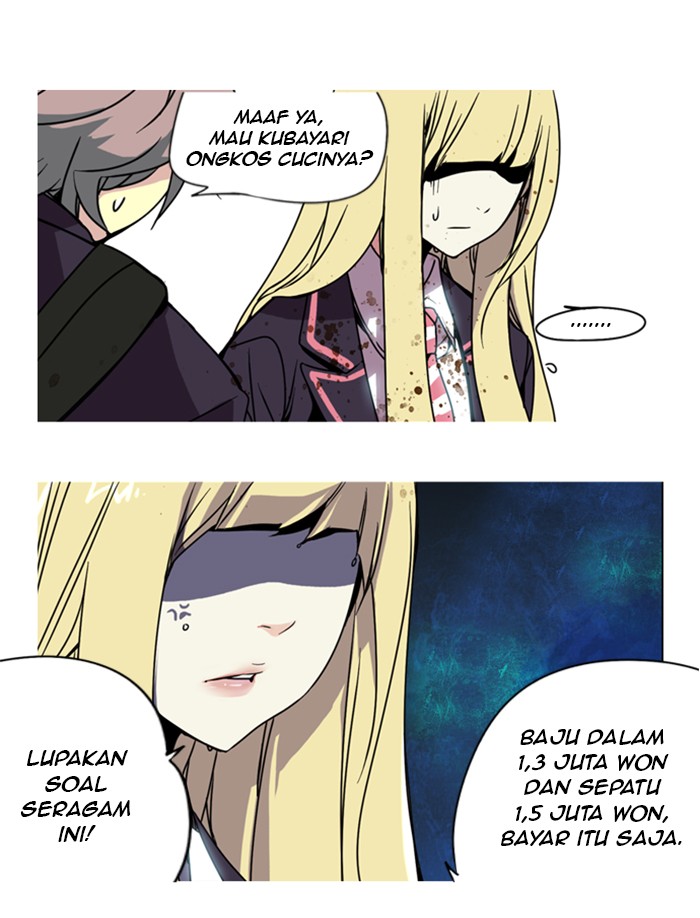 MAAF YA,
MAU KUBAYARI
ONGKOS CUCINYA?
.......
LUPAKAN
SOAL
SERAGAM
INI!
BAJU DALAM
1,3 JUTA WON
DAN SEPATU
1,5 JUTA WON,
BAYAR ITU SAJA.